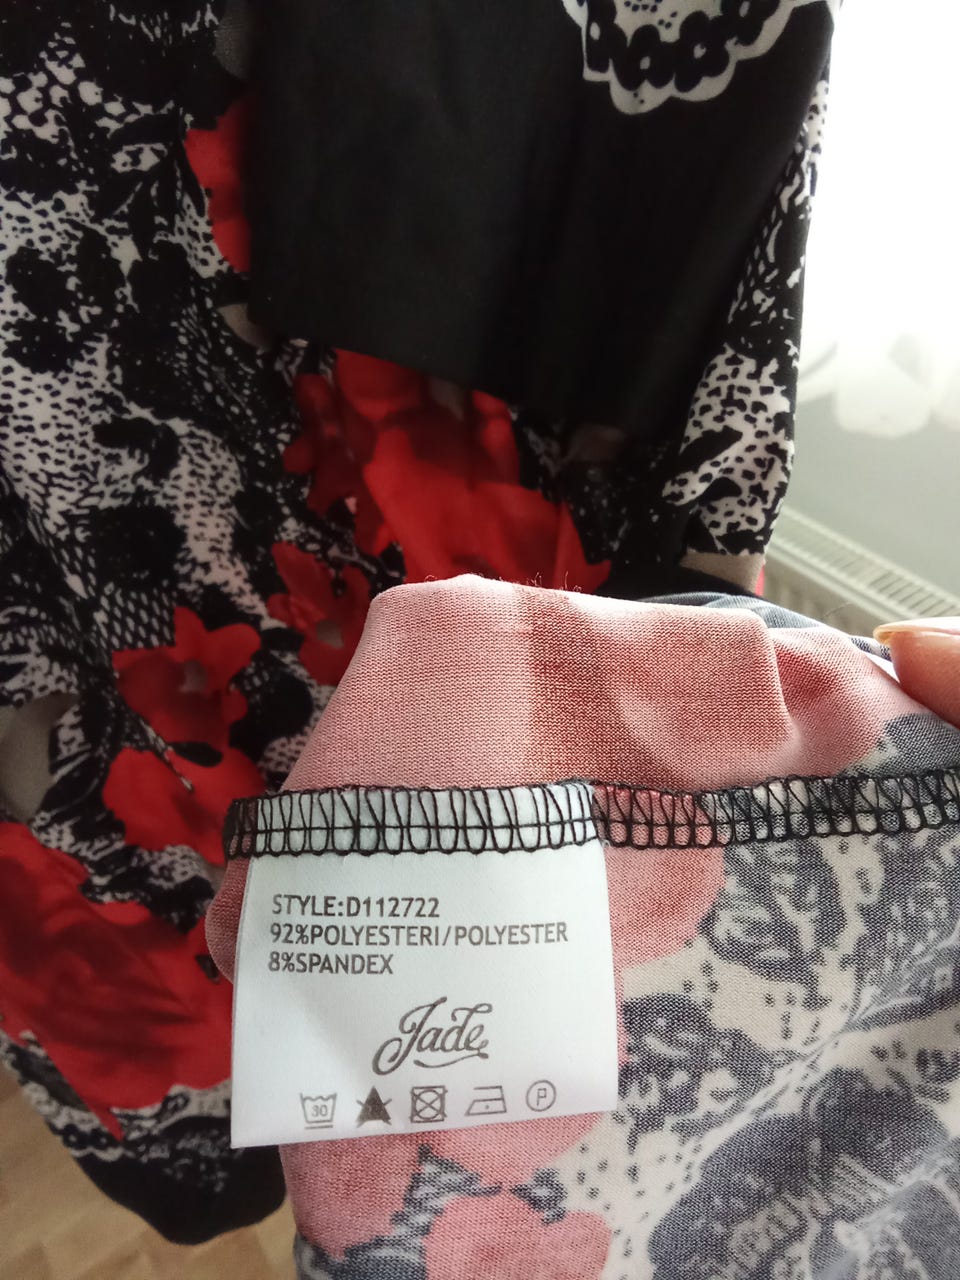 STYLE:D112722
92%POLYESTERI/POLYESTER
8%SPANDEX
Jade
30
P